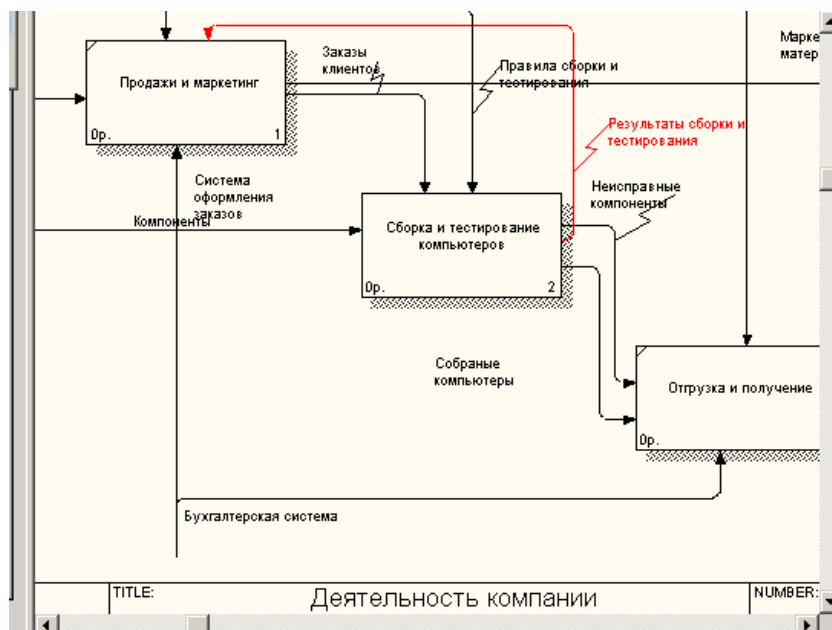 Марке
матер
Заказы
клиентов
Правила сборки и
тестирования
Продажи и маркетинг
0р.
1
Результаты сборки и
тестирования
Система
оформления
заказов
Неисправные
компоненты
Компоненты
Сборка и тестирование
компьютеров
0р.
2
Собраные
компьютеры
Отгрузка и получение
0р.
Бухгалтерская система
TITLE:
Деятельность компании
NUMBER: